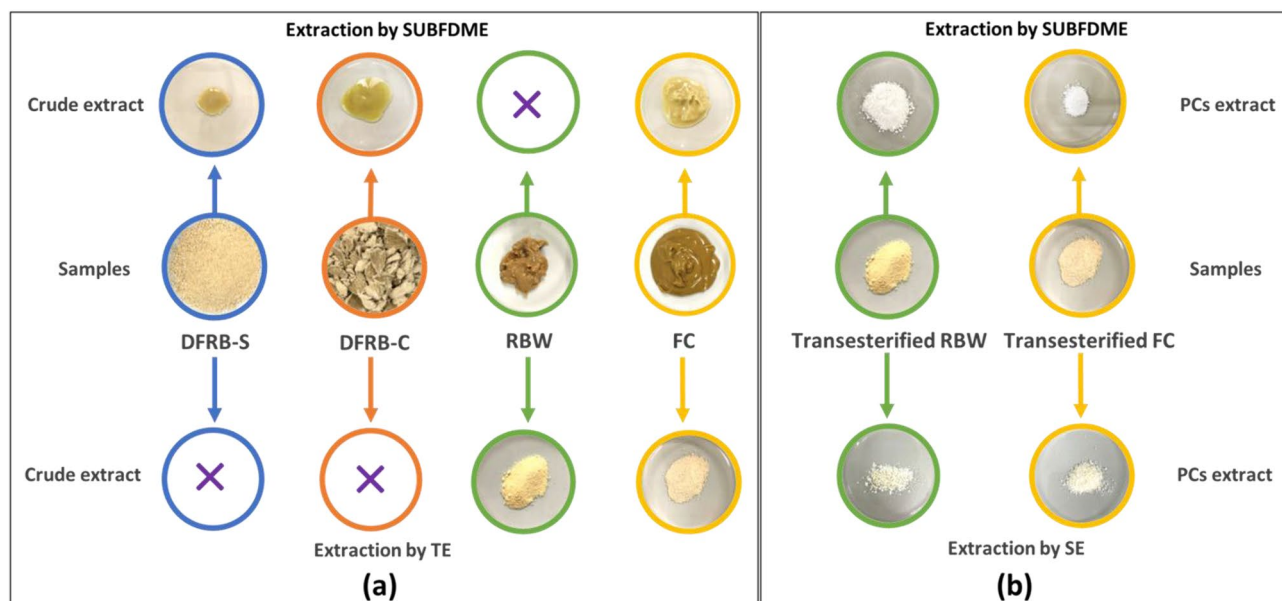 Extraction by SUBFDME
Crude extract
Samples
DFRB-S DFRB-C RBW FC
Crude extract
Extraction by TE
(a)
Extraction by SUBFDME
PCs extract
Samples
Transesterified RBW Transesterified FC
PCs extract
Extraction by SE
(b)